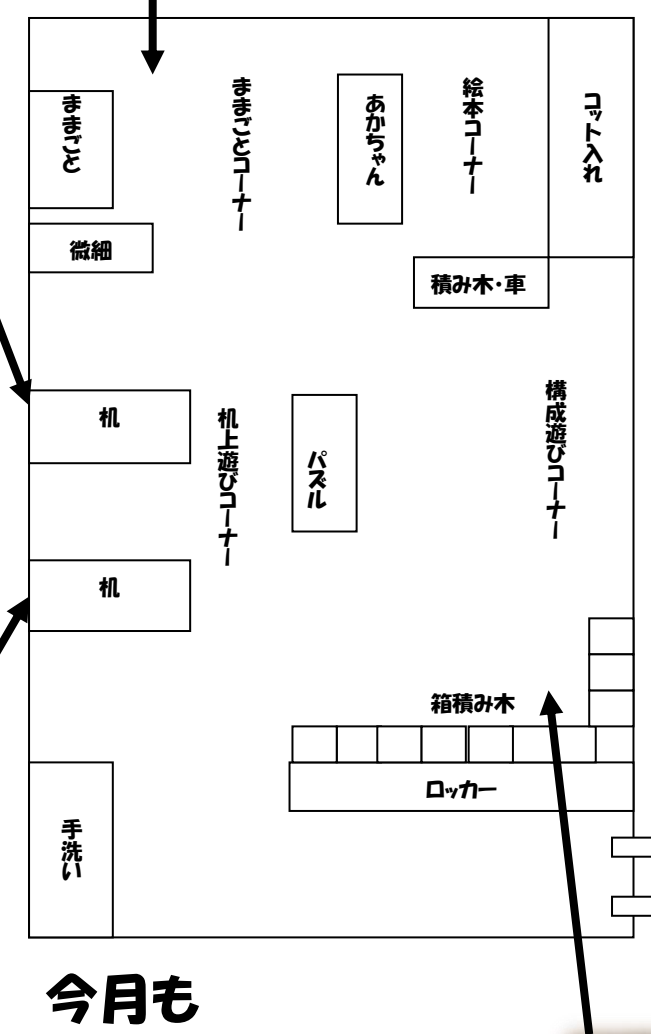 ままごと
ままごとコーナー
あかちゃん
絵本コーナー
コット入れ
微細
積み木・車
机
机上遊びコーナー
パズル
構成遊びコーナー
机
箱積み木
ロッカー
手洗い
今月も